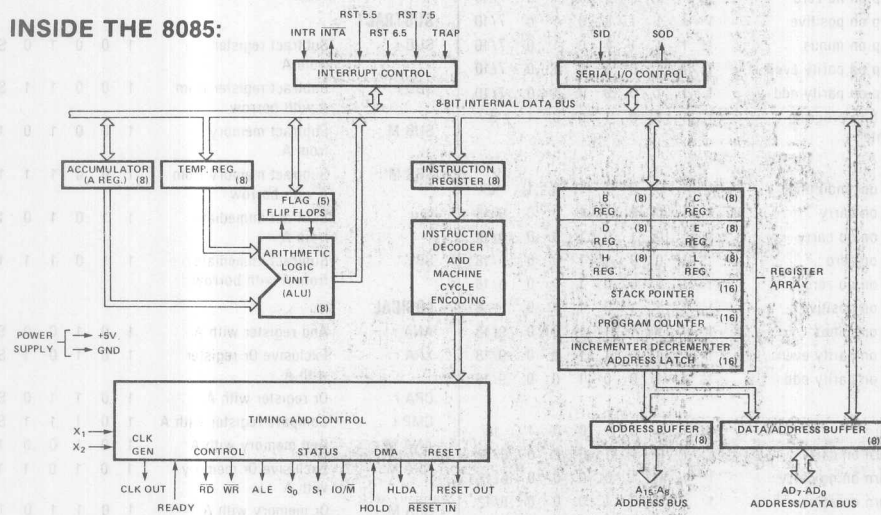 INSIDE THE 8085:
RST 5.5 RST 7.5
INTR INTA RST 6.5 TRAP
SID SOD
INTERRUPT CONTROL
SERIAL I/O CONTROL
8-BIT INTERNAL DATA BUS
ACCUMULATOR
(A REG.) (8)
TEMP. REG.
(8)
FLAG (5)
FLIP FLOPS
ARITHMETIC
LOGIC
UNIT
(ALU)
(8)
INSTRUCTION
REGISTER (8)
INSTRUCTION
DECODER
AND
MACHINE
CYCLE
ENCODING
B (8) C (8)
REG. REG.
D (8) E (8)
REG. REG.
H (8) L (8)
REG. REG.
STACK POINTER (16)
PROGRAM COUNTER (16)
INCREMENTER DECREMENTER
ADDRESS LATCH (16)
REGISTER
ARRAY
POWER
SUPPLY
+5V
GND
TIMING AND CONTROL
X1
X2
CLK
GEN
CONTROL STATUS DMA RESET
CLK OUT RD WR ALE S0 S1 IO/M HLDA RESET OUT
READY HOLD RESET IN
ADDRESS BUFFER
(8)
DATA/ADDRESS BUFFER
(8)
A15-A8
ADDRESS BUS
AD7-AD0
ADDRESS/DATA BUS